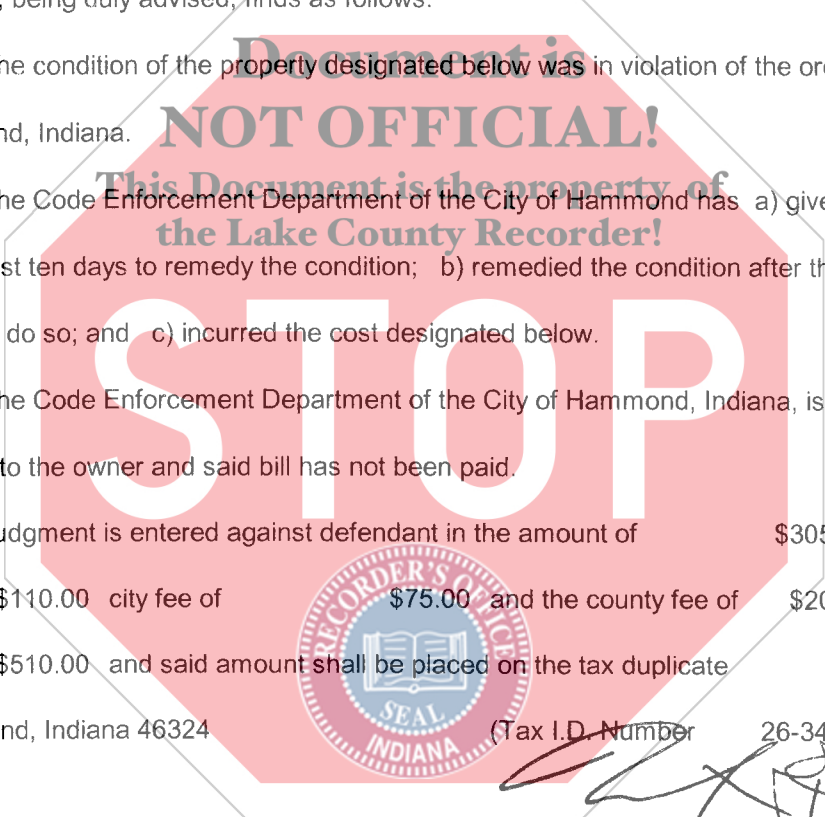 , being duly advised, finds as follows:
Document is
he condition of the property designated below was in violation of the or
NOT OFFICIAL!
nd, Indiana.
This Document is the property of
he Code Enforcement Department of the City of Hammond has a) give
the Lake County Recorder!
st ten days to remedy the condition; b) remedied the condition after th
STOP
do so; and c) incurred the cost designated below.
he Code Enforcement Department of the City of Hammond, Indiana, is
to the owner and said bill has not been paid.
udgment is entered against defendant in the amount of $305
$110.00 city fee of $75.00 and the county fee of $20
$510.00 and said amount shall be placed on the tax duplicate
RECORDER'S OFFICE
SEAL
INDIANA
nd, Indiana 46324 (Tax I.D. Number 26-34